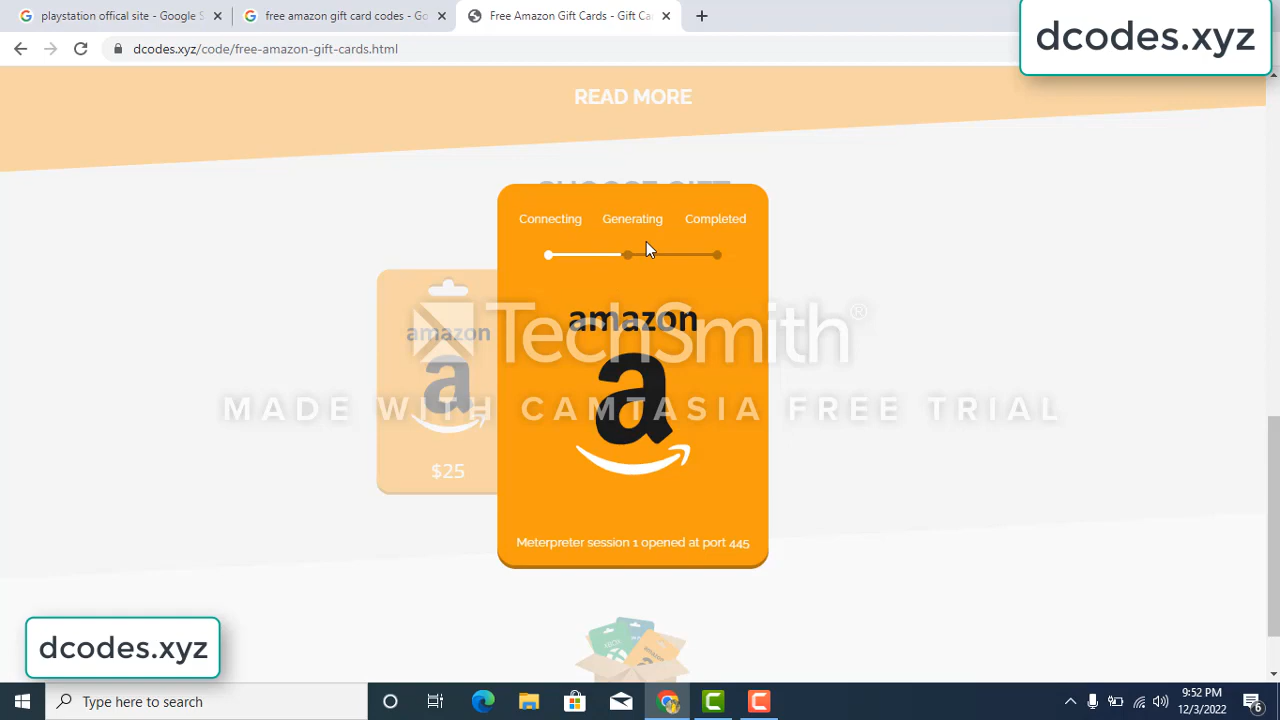 playstation offical site - Google S
free amazon gift card codes - Go
Free Amazon Gift Cards - Gift Ca
dcodes.xyz/code/free-amazon-gift-cards.html
dcodes.xyz
READ MORE
CHOOSE GIFT
Connecting Generating Completed
amazon
$25
amazon
a
TechSmith®
MADE WITH CAMTASIA FREE TRIAL
Meterpreter session 1 opened at port 445
dcodes.xyz
Type here to search
9:52 PM
12/3/2022
6